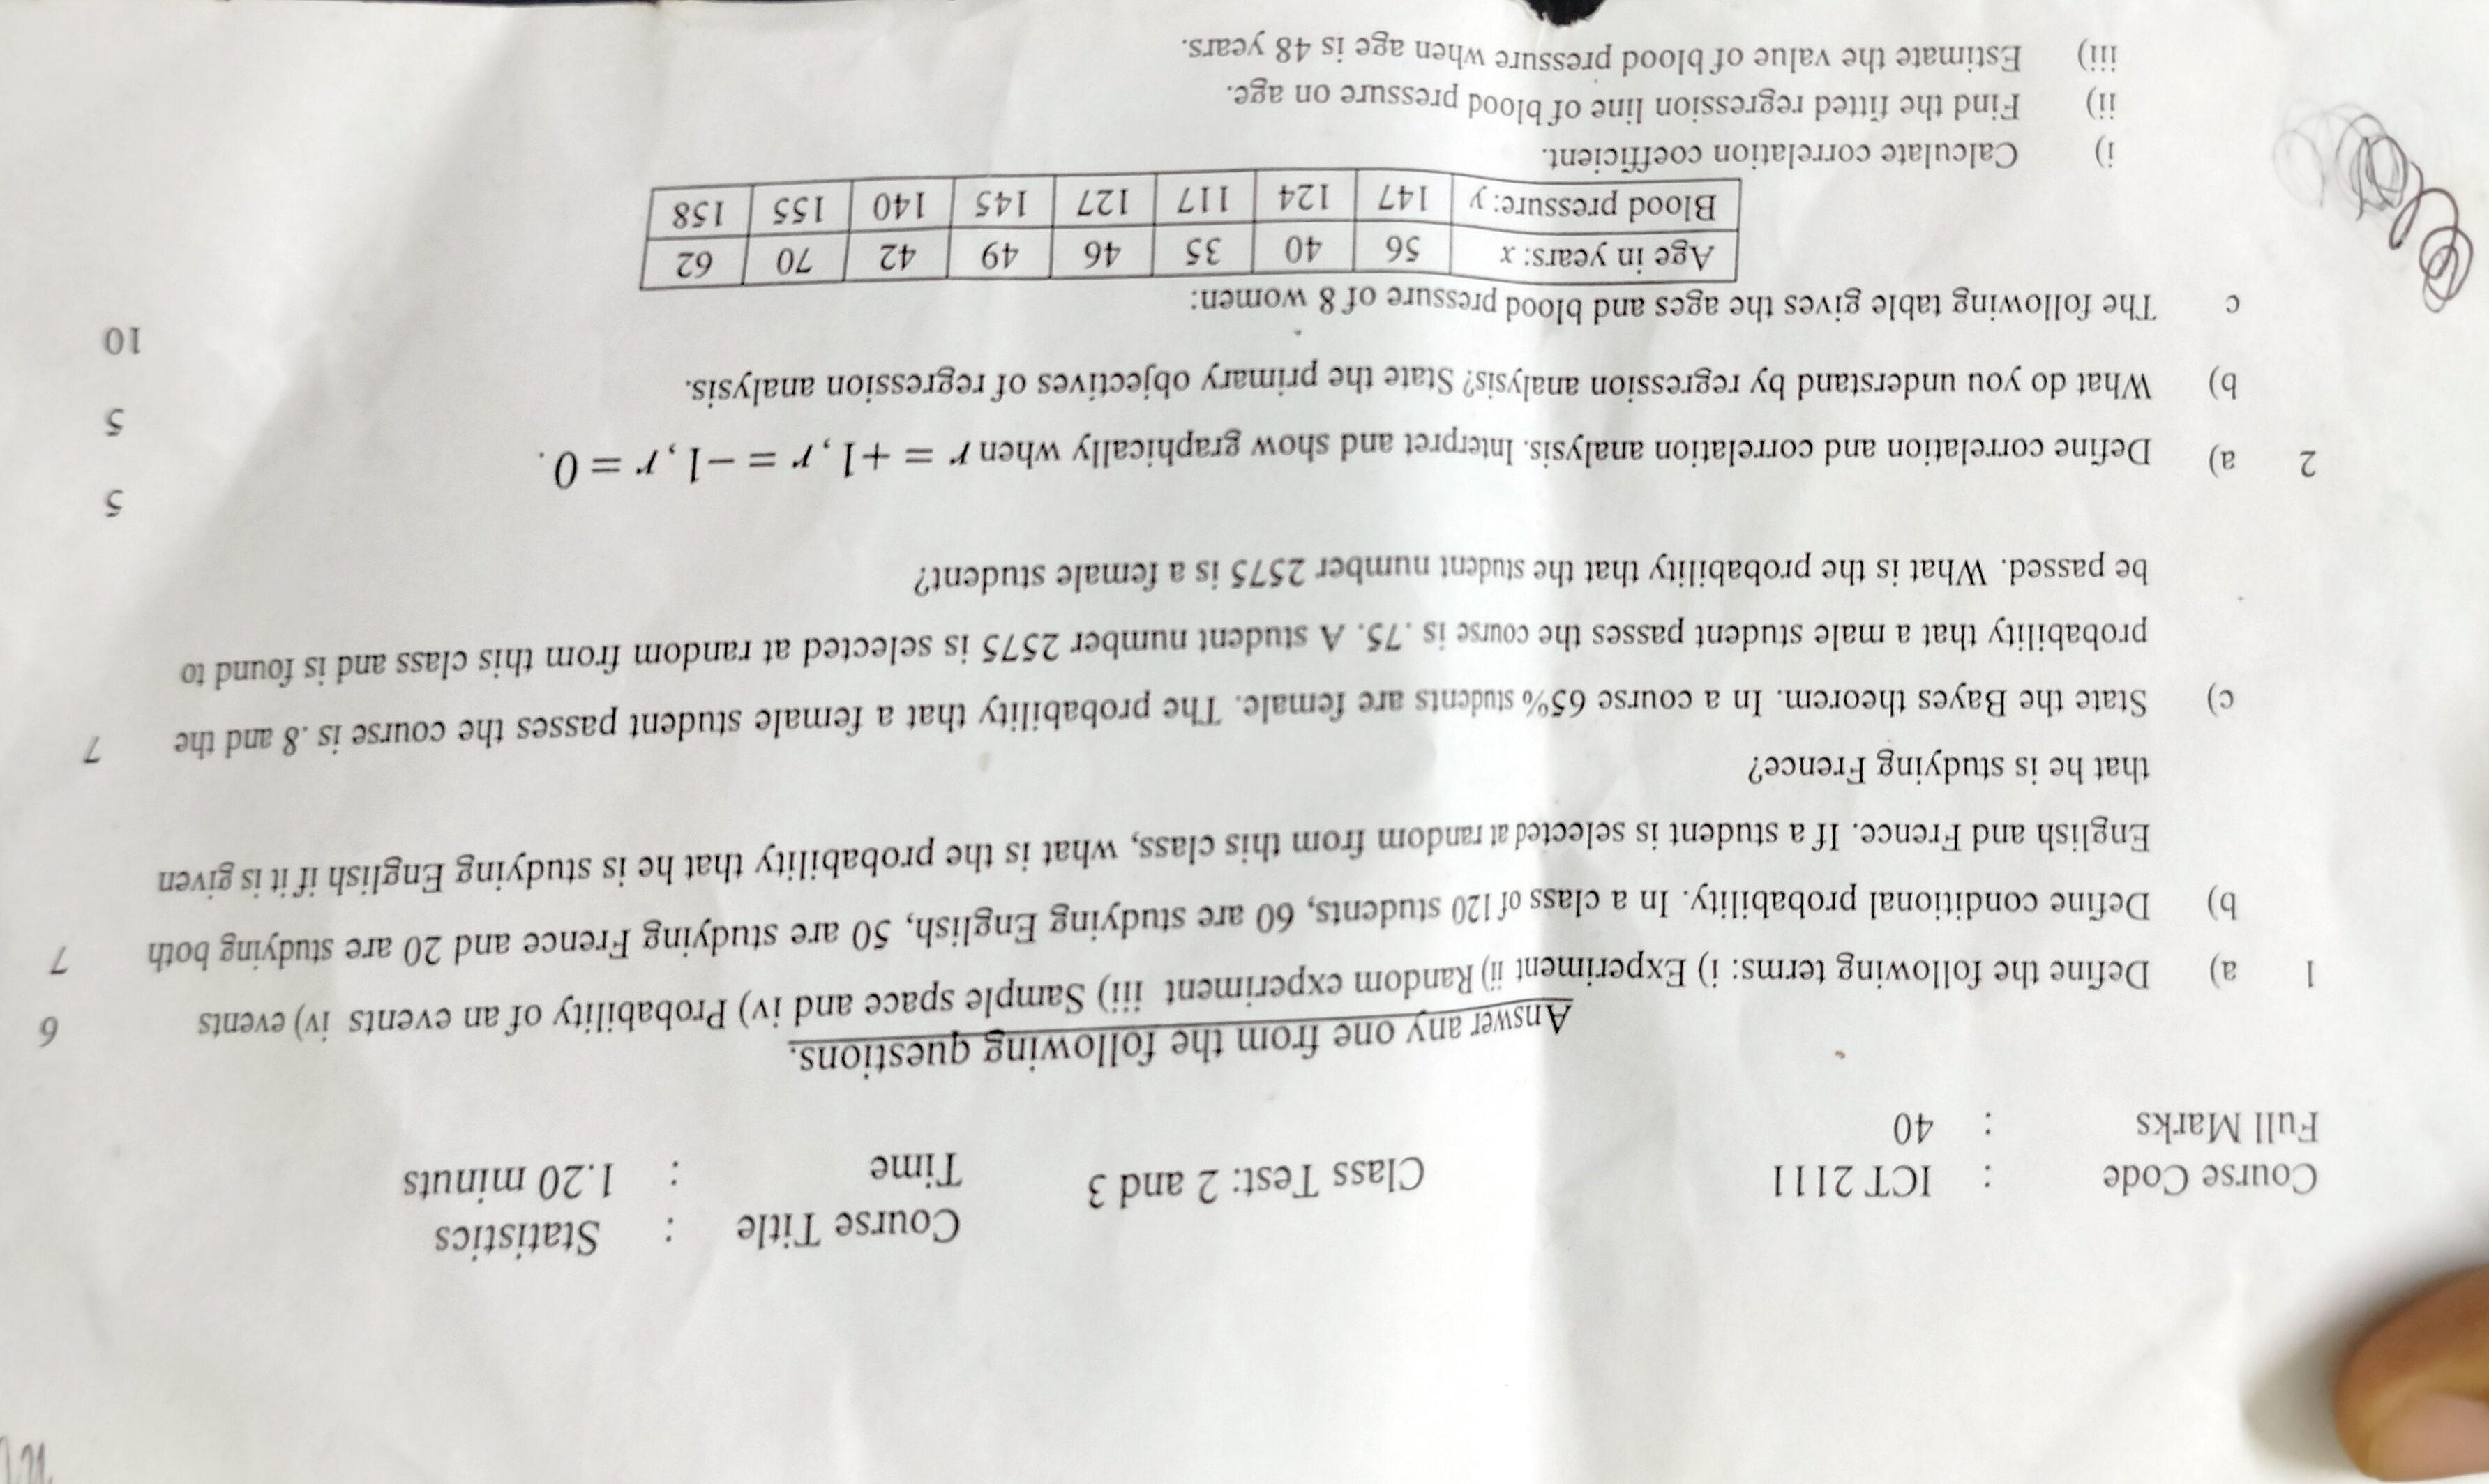 Class Test: 2 and 3
Course Code : ICT 2111 Course Title : Statistics
Full Marks : 40 Time : 1.20 minuts
Answer any one from the following questions.
1 a) Define the following terms: i) Experiment ii) Random experiment iii) Sample space and iv) Probability of an events iv) events 6
b) Define conditional probability. In a class of 120 students, 60 are studying English, 50 are studying Frence and 20 are studying both 7
English and Frence. If a student is selected at random from this class, what is the probability that he is studying English if it is given
that he is studying Frence?
c) State the Bayes theorem. In a course 65% students are female. The probability that a female student passes the course is .8 and the 7
probability that a male student passes the course is .75. A student number 2575 is selected at random from this class and is found to
be passed. What is the probability that the student number 2575 is a female student?
2 a) Define correlation and correlation analysis. Interpret and show graphically when r = +1, r = −1, r = 0. 5
b) What do you understand by regression analysis? State the primary objectives of regression analysis. 5
c The following table gives the ages and blood pressure of 8 women: 10
Age in years: x 56 40 35 46 49 42 70 62
Blood pressure: y 147 124 117 127 145 140 155 158
i) Calculate correlation coefficient.
ii) Find the fitted regression line of blood pressure on age.
iii) Estimate the value of blood pressure when age is 48 years.